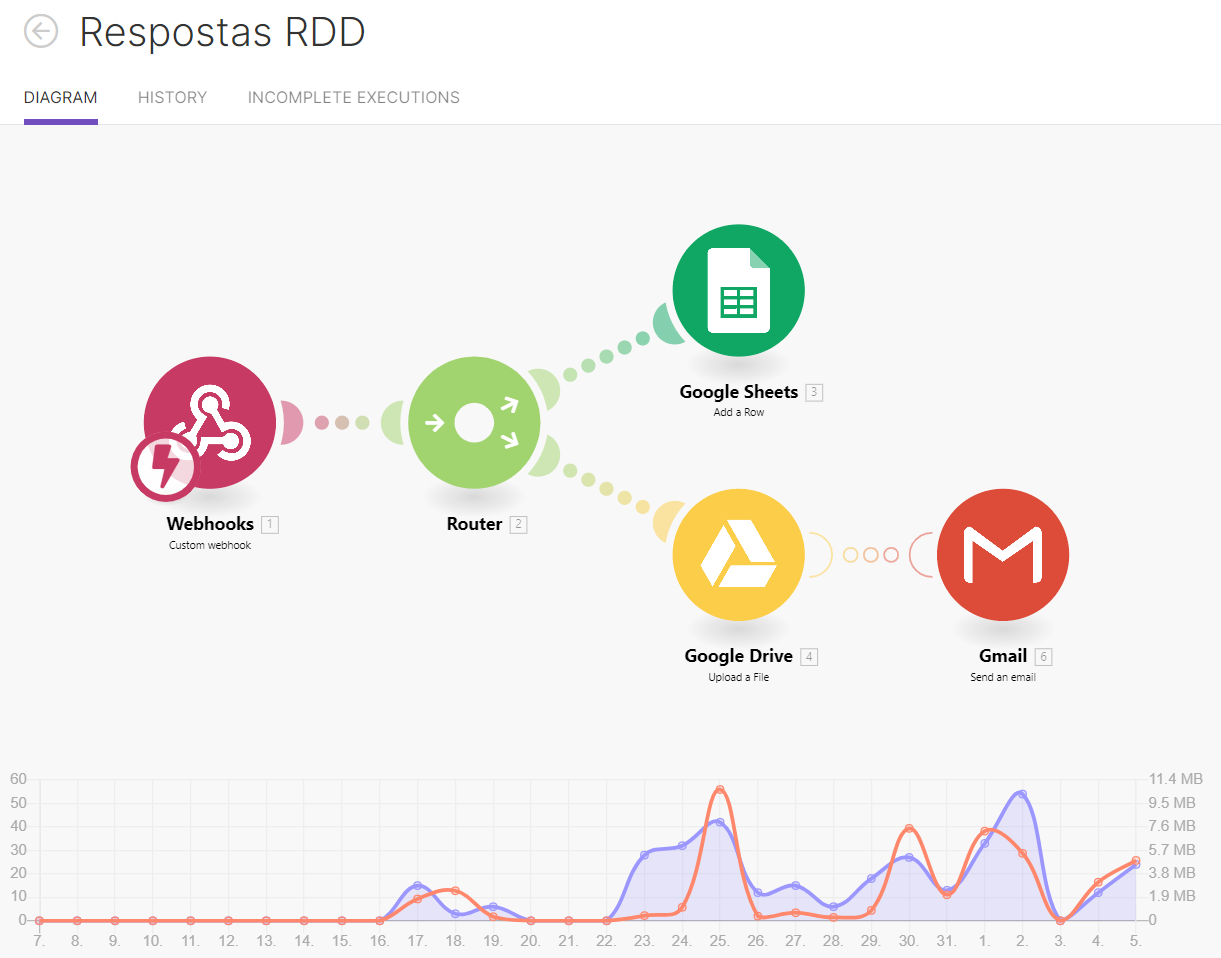 Respostas RDD
DIAGRAM HISTORY INCOMPLETE EXECUTIONS
Google Sheets 3
Add a Row
Webhooks 1
Custom webhook
Router 2
Google Drive 4
Upload a File
Gmail 6
Send an email
60 11.4 MB
50 9.5 MB
40 7.6 MB
30 5.7 MB
20 3.8 MB
10 1.9 MB
0 0
7. 8. 9. 10. 11. 12. 13. 14. 15. 16. 17. 18. 19. 20. 21. 22. 23. 24. 25. 26. 27. 28. 29. 30. 31. 1. 2. 3. 4. 5.